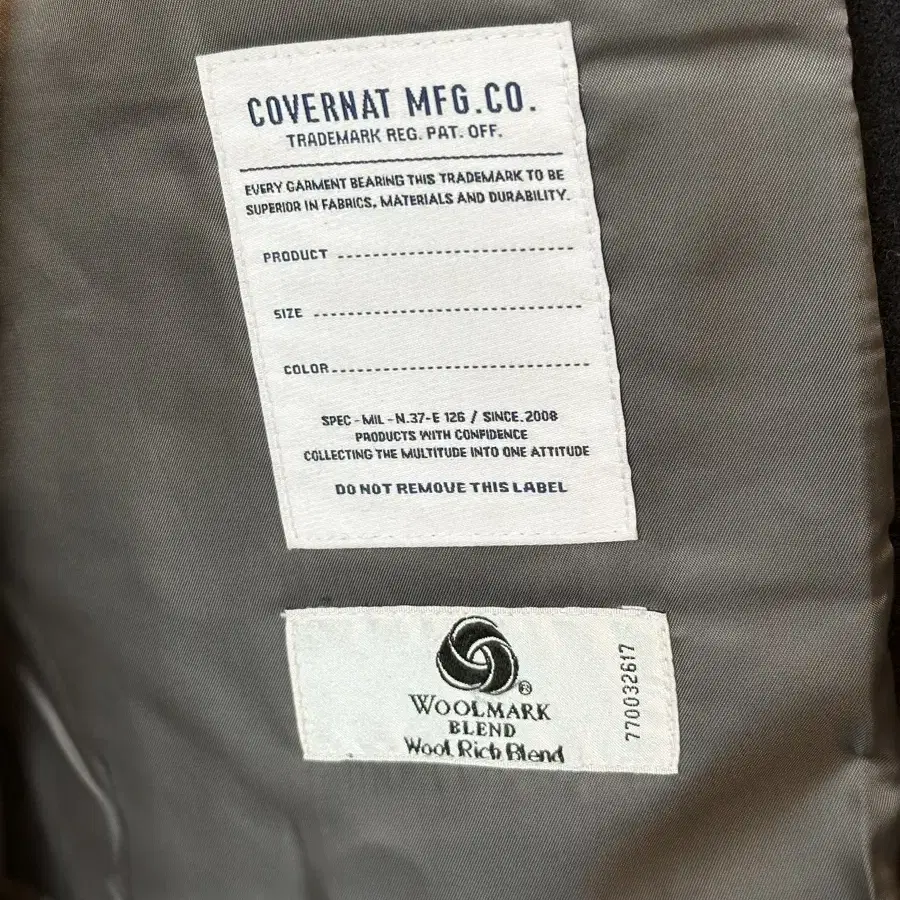 COVERNAT MFG.CO.
TRADEMARK REG. PAT. OFF.
EVERY GARMENT BEARING THIS TRADEMARK TO BE
SUPERIOR IN FABRICS, MATERIALS AND DURABILITY.
PRODUCT
SIZE
COLOR
SPEC - MIL - N.37-E 126 / SINCE.2008
PRODUCTS WITH CONFIDENCE
COLLECTING THE MULTITUDE INTO ONE ATTITUDE
DO NOT REMOVE THIS LABEL
®
WOOLMARK
BLEND
Wool Rich Blend
770032617